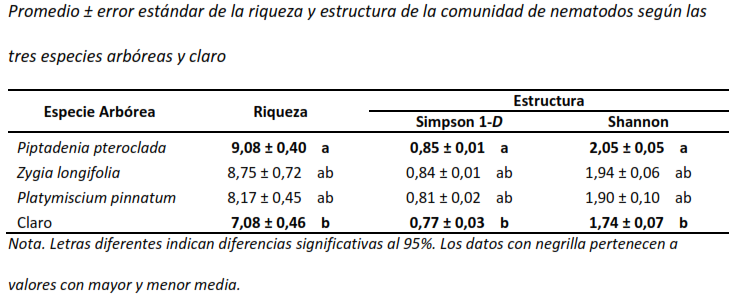 Promedio ± error estándar de la riqueza y estructura de la comunidad de nematodos según las
tres especies arbóreas y claro
Especie Arbórea Riqueza Estructura
Simpson 1-D Shannon
Piptadenia pteroclada 9,08 ± 0,40 a 0,85 ± 0,01 a 2,05 ± 0,05 a
Zygia longifolia 8,75 ± 0,72 ab 0,84 ± 0,01 ab 1,94 ± 0,06 ab
Platymiscium pinnatum 8,17 ± 0,45 ab 0,81 ± 0,02 ab 1,90 ± 0,10 ab
Claro 7,08 ± 0,46 b 0,77 ± 0,03 b 1,74 ± 0,07 b
Nota. Letras diferentes indican diferencias significativas al 95%. Los datos con negrilla pertenecen a
valores con mayor y menor media.